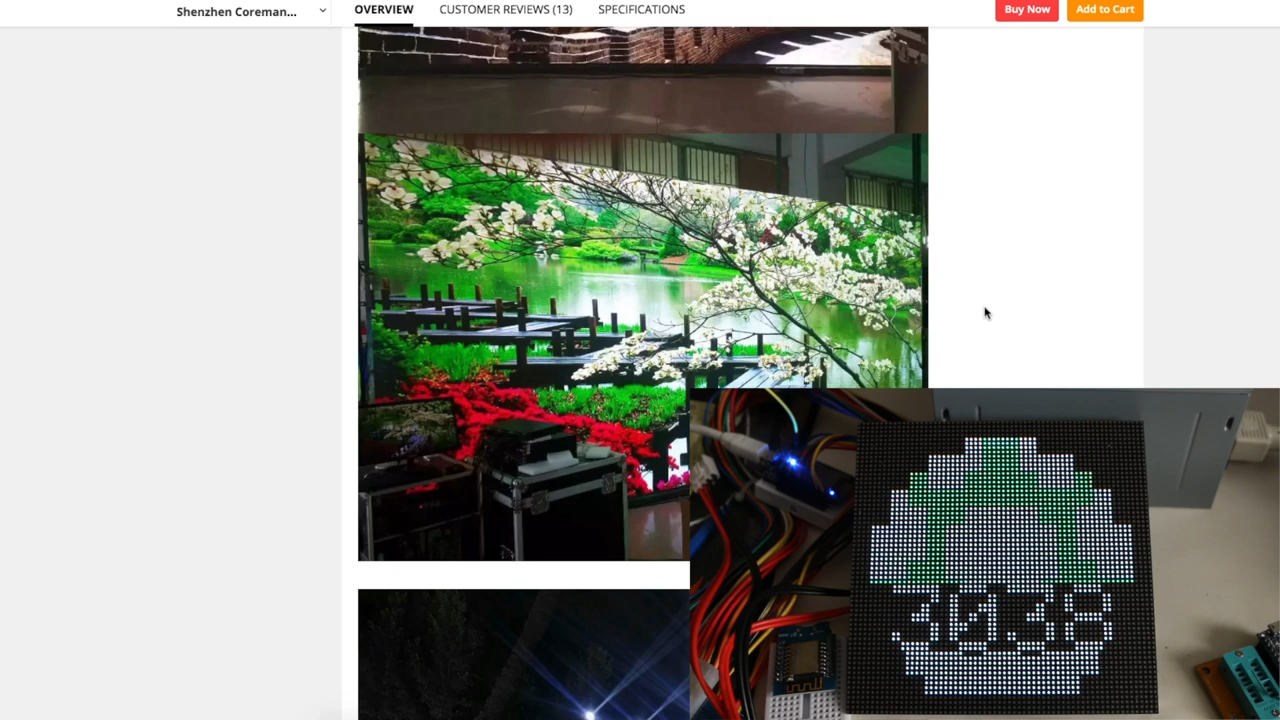 Shenzhen Coreman...
OVERVIEW
CUSTOMER REVIEWS (13)
SPECIFICATIONS
Buy Now
Add to Cart